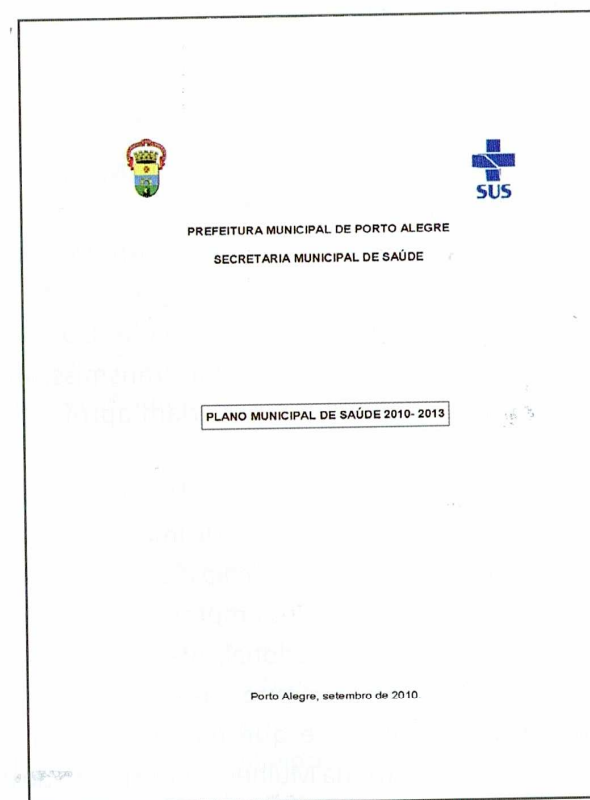 SUS
PREFEITURA MUNICIPAL DE PORTO ALEGRE
SECRETARIA MUNICIPAL DE SAÚDE
PLANO MUNICIPAL DE SAÚDE 2010- 2013
Porto Alegre, setembro de 2010.